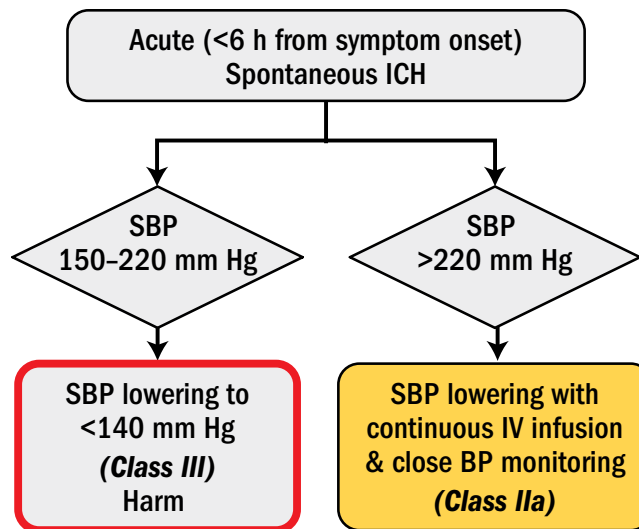 Acute (<6 h from symptom onset)
Spontaneous ICH
SBP
150–220 mm Hg
SBP
>220 mm Hg
SBP lowering to
<140 mm Hg
(Class III)
Harm
SBP lowering with
continuous IV infusion
& close BP monitoring
(Class IIa)